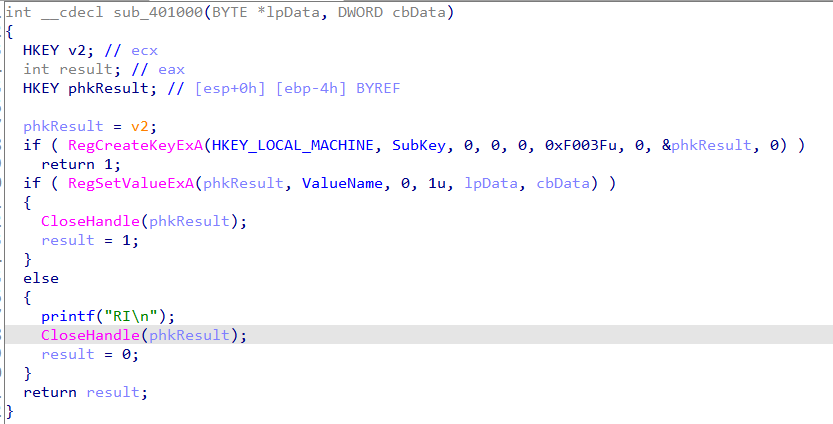 int __cdecl sub_401000(BYTE *lpData, DWORD cbData)
{
  HKEY v2; // ecx
  int result; // eax
  HKEY phkResult; // [esp+0h] [ebp-4h] BYREF

  phkResult = v2;
  if ( RegCreateKeyExA(HKEY_LOCAL_MACHINE, SubKey, 0, 0, 0, 0xF003Fu, 0, &phkResult, 0) )
    return 1;
  if ( RegSetValueExA(phkResult, ValueName, 0, 1u, lpData, cbData) )
  {
    CloseHandle(phkResult);
    result = 1;
  }
  else
  {
    printf("RI\n");
    CloseHandle(phkResult);
    result = 0;
  }
  return result;
}